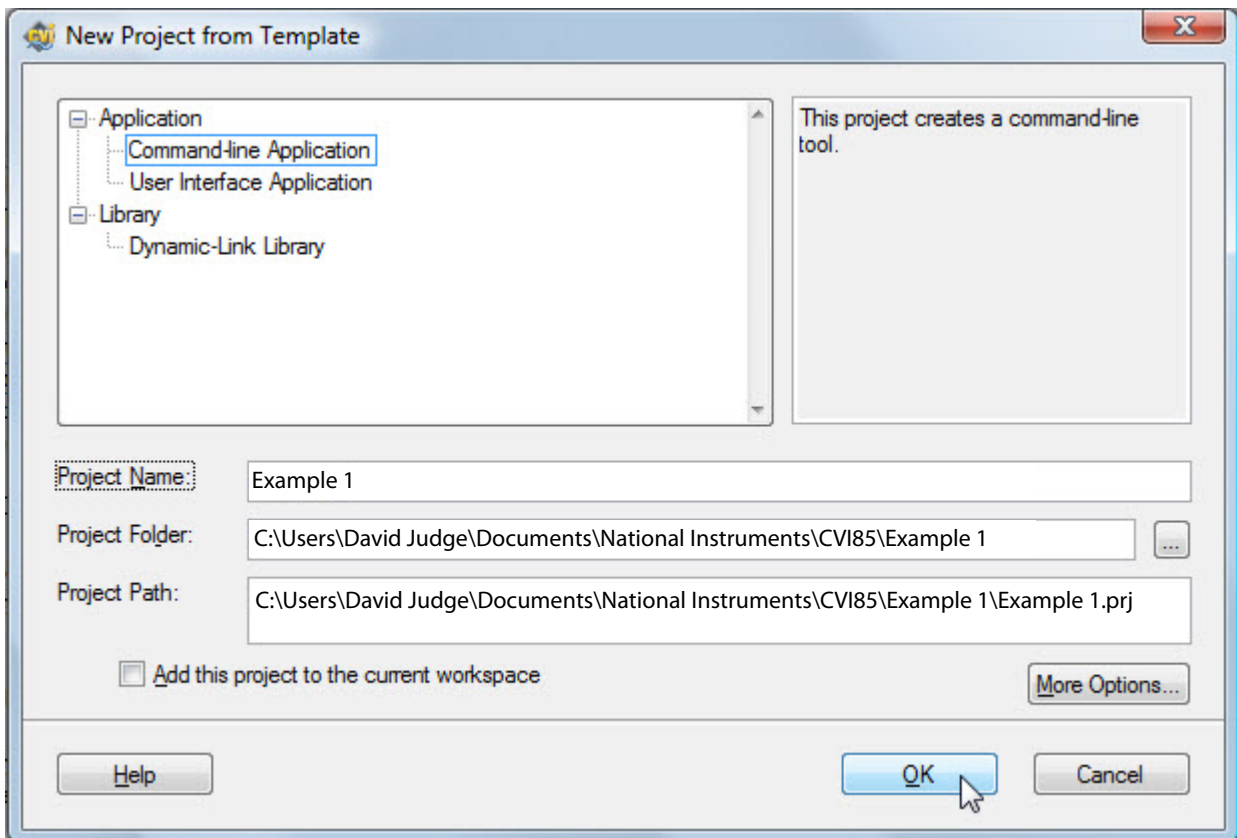 New Project from Template
Application
Command-line Application
User Interface Application
Library
Dynamic-Link Library
This project creates a command-line
tool.
Project Name:
Example 1
Project Folder:
C:\Users\David Judge\Documents\National Instruments\CVI85\Example 1
...
Project Path:
C:\Users\David Judge\Documents\National Instruments\CVI85\Example 1\Example 1.prj
Add this project to the current workspace
More Options...
Help
OK
Cancel